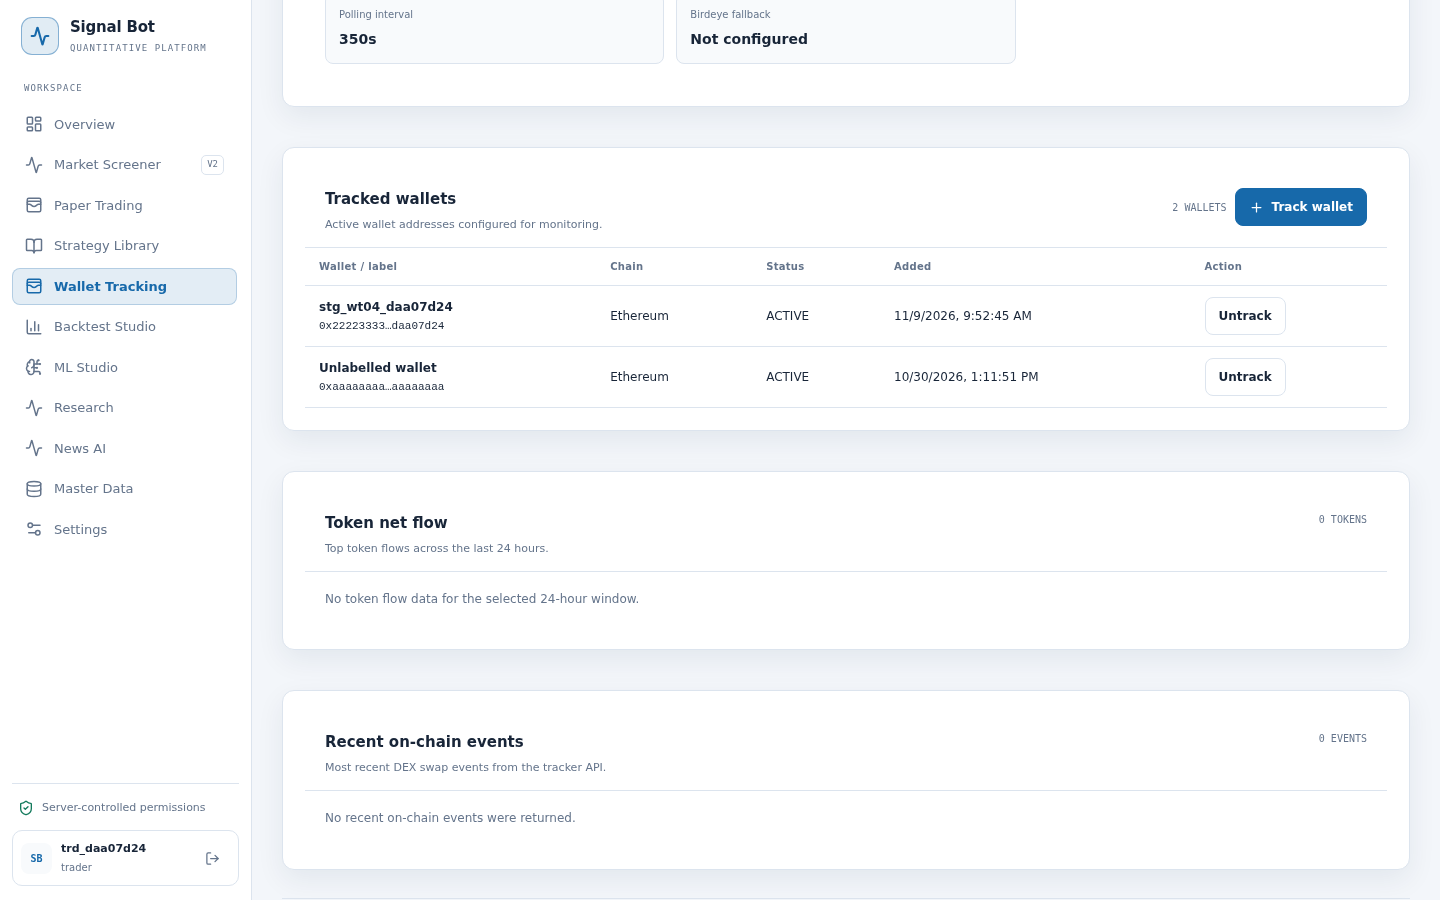 Signal Bot
QUANTITATIVE PLATFORM
WORKSPACE
Overview
Market Screener
V2
Paper Trading
Strategy Library
Wallet Tracking
Backtest Studio
ML Studio
Research
News AI
Master Data
Settings
Server-controlled permissions
SB
trd_daa07d24
trader
Polling interval
350s
Birdeye fallback
Not configured
Tracked wallets
Active wallet addresses configured for monitoring.
2 WALLETS
Track wallet
Wallet / label Chain Status Added Action
stg_wt04_daa07d24
0x22223333…daa07d24
Ethereum ACTIVE 11/9/2026, 9:52:45 AM Untrack
Unlabelled wallet
0xaaaaaaaa…aaaaaaaa
Ethereum ACTIVE 10/30/2026, 1:11:51 PM Untrack
Token net flow
0 TOKENS
Top token flows across the last 24 hours.
No token flow data for the selected 24-hour window.
Recent on-chain events
0 EVENTS
Most recent DEX swap events from the tracker API.
No recent on-chain events were returned.